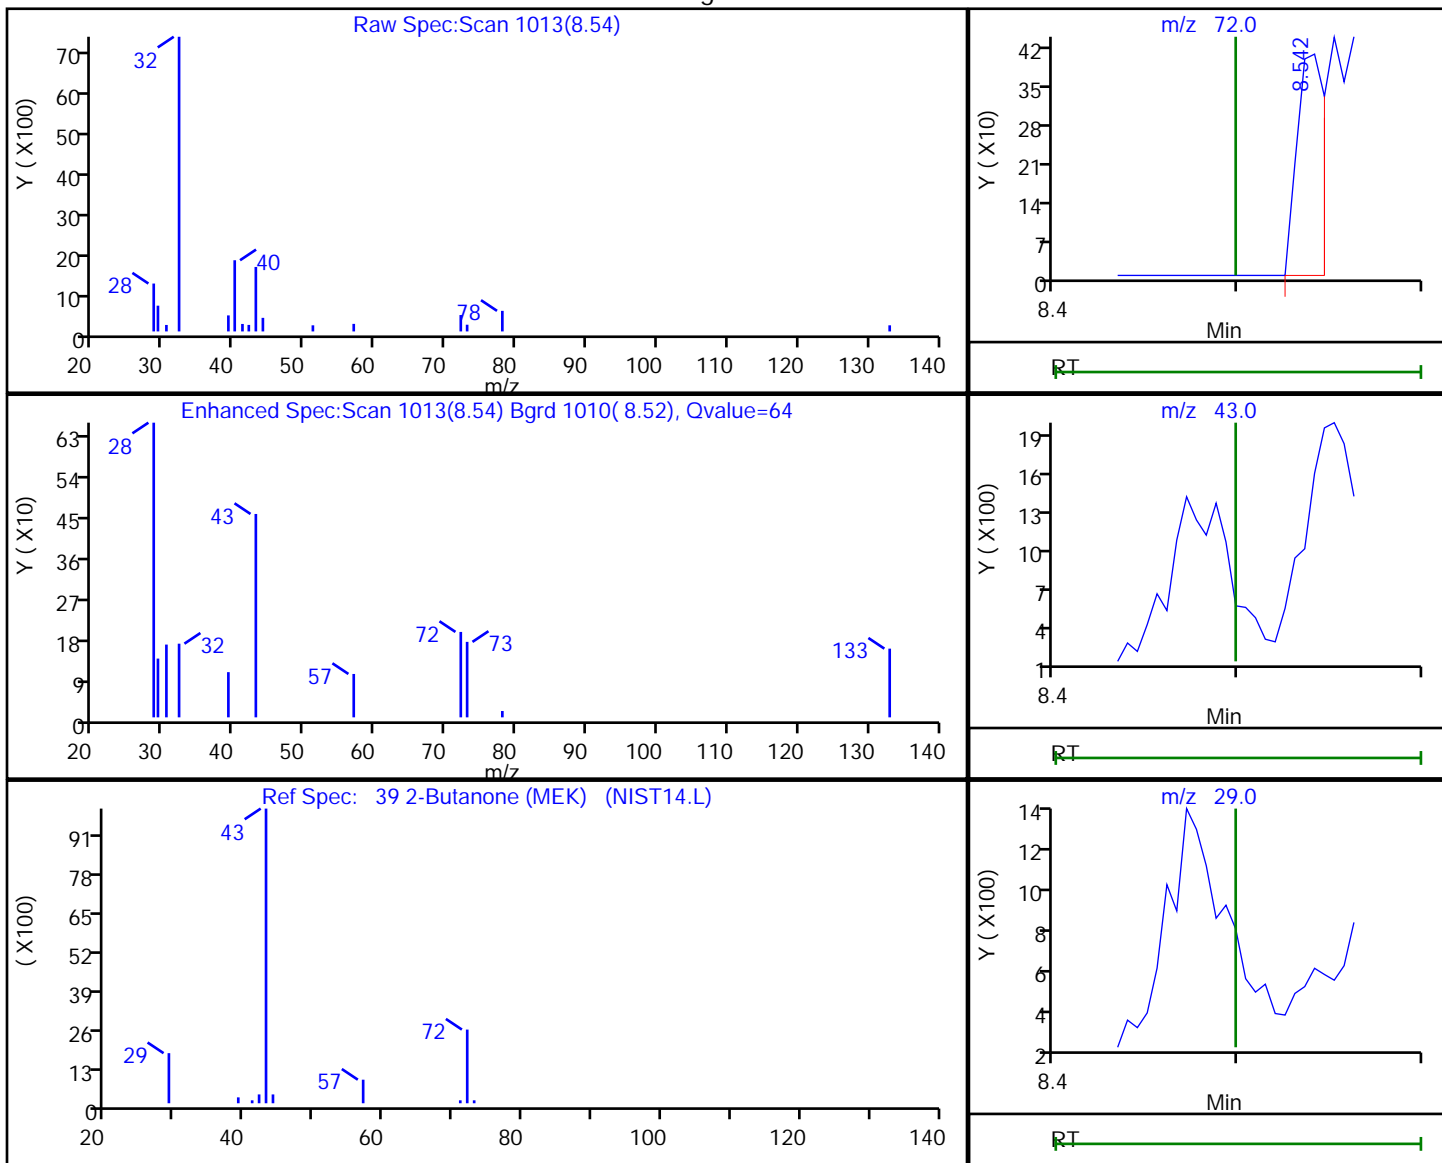 Raw Spec:Scan 1013(8.54)
Y ( X100)
70
60
50
40
30
20
10
0
32
28
40
78
20 30 40 50 60 70 80 90 100 110 120 130 140
m/z
m/z 72.0
Y ( X10)
42
35
28
21
14
7
0
8.542
8.4
Min
RT
Enhanced Spec:Scan 1013(8.54) Bgrd 1010( 8.52), Qvalue=64
Y ( X10)
63
54
45
36
27
18
9
0
28
43
32
72
73
57
133
20 30 40 50 60 70 80 90 100 110 120 130 140
m/z
m/z 43.0
Y ( X100)
19
16
13
10
7
4
1
8.4
Min
RT
Ref Spec: 39 2-Butanone (MEK) (NIST14.L)
( X100)
91
78
65
52
39
26
13
0
43
29
72
57
20 40 60 80 100 120 140
m/z 29.0
Y ( X100)
14
12
10
8
6
4
2
8.4
Min
RT